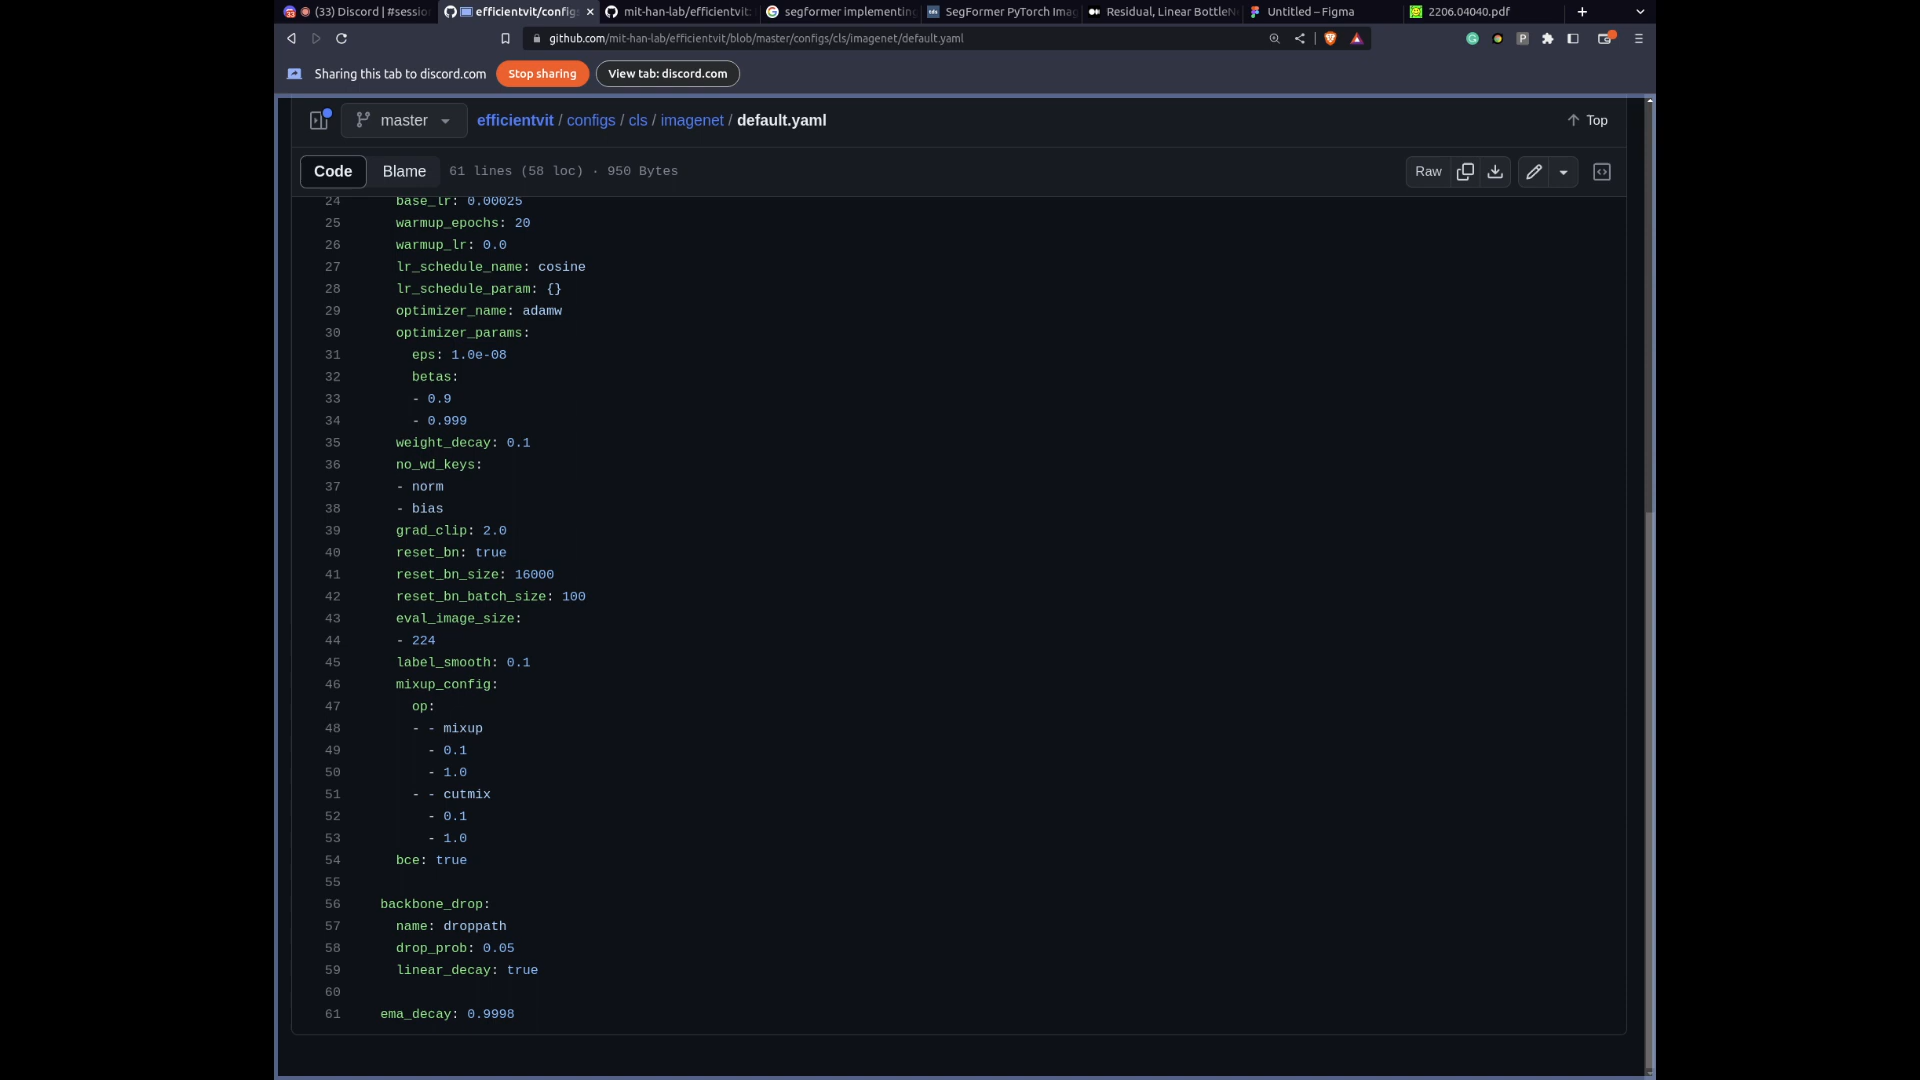 (33) Discord | #sessio
efficientvit/config
mit-han-lab/efficientvit:
segformer implementing
SegFormer PyTorch Imag
Residual, Linear BottleN
Untitled – Figma
2206.04040.pdf
github.com/mit-han-lab/efficientvit/blob/master/configs/cls/imagenet/default.yaml
Sharing this tab to discord.com
Stop sharing
View tab: discord.com
master
efficientvit / configs / cls / imagenet / default.yaml
Top
Code
Blame
61 lines (58 loc) · 950 Bytes
Raw
24 base_lr: 0.00025
25 warmup_epochs: 20
26 warmup_lr: 0.0
27 lr_schedule_name: cosine
28 lr_schedule_param: {}
29 optimizer_name: adamw
30 optimizer_params:
31 eps: 1.0e-08
32 betas:
33 - 0.9
34 - 0.999
35 weight_decay: 0.1
36 no_wd_keys:
37 - norm
38 - bias
39 grad_clip: 2.0
40 reset_bn: true
41 reset_bn_size: 16000
42 reset_bn_batch_size: 100
43 eval_image_size:
44 - 224
45 label_smooth: 0.1
46 mixup_config:
47 op:
48 - - mixup
49 - 0.1
50 - 1.0
51 - - cutmix
52 - 0.1
53 - 1.0
54 bce: true
55
56 backbone_drop:
57 name: droppath
58 drop_prob: 0.05
59 linear_decay: true
60
61 ema_decay: 0.9998